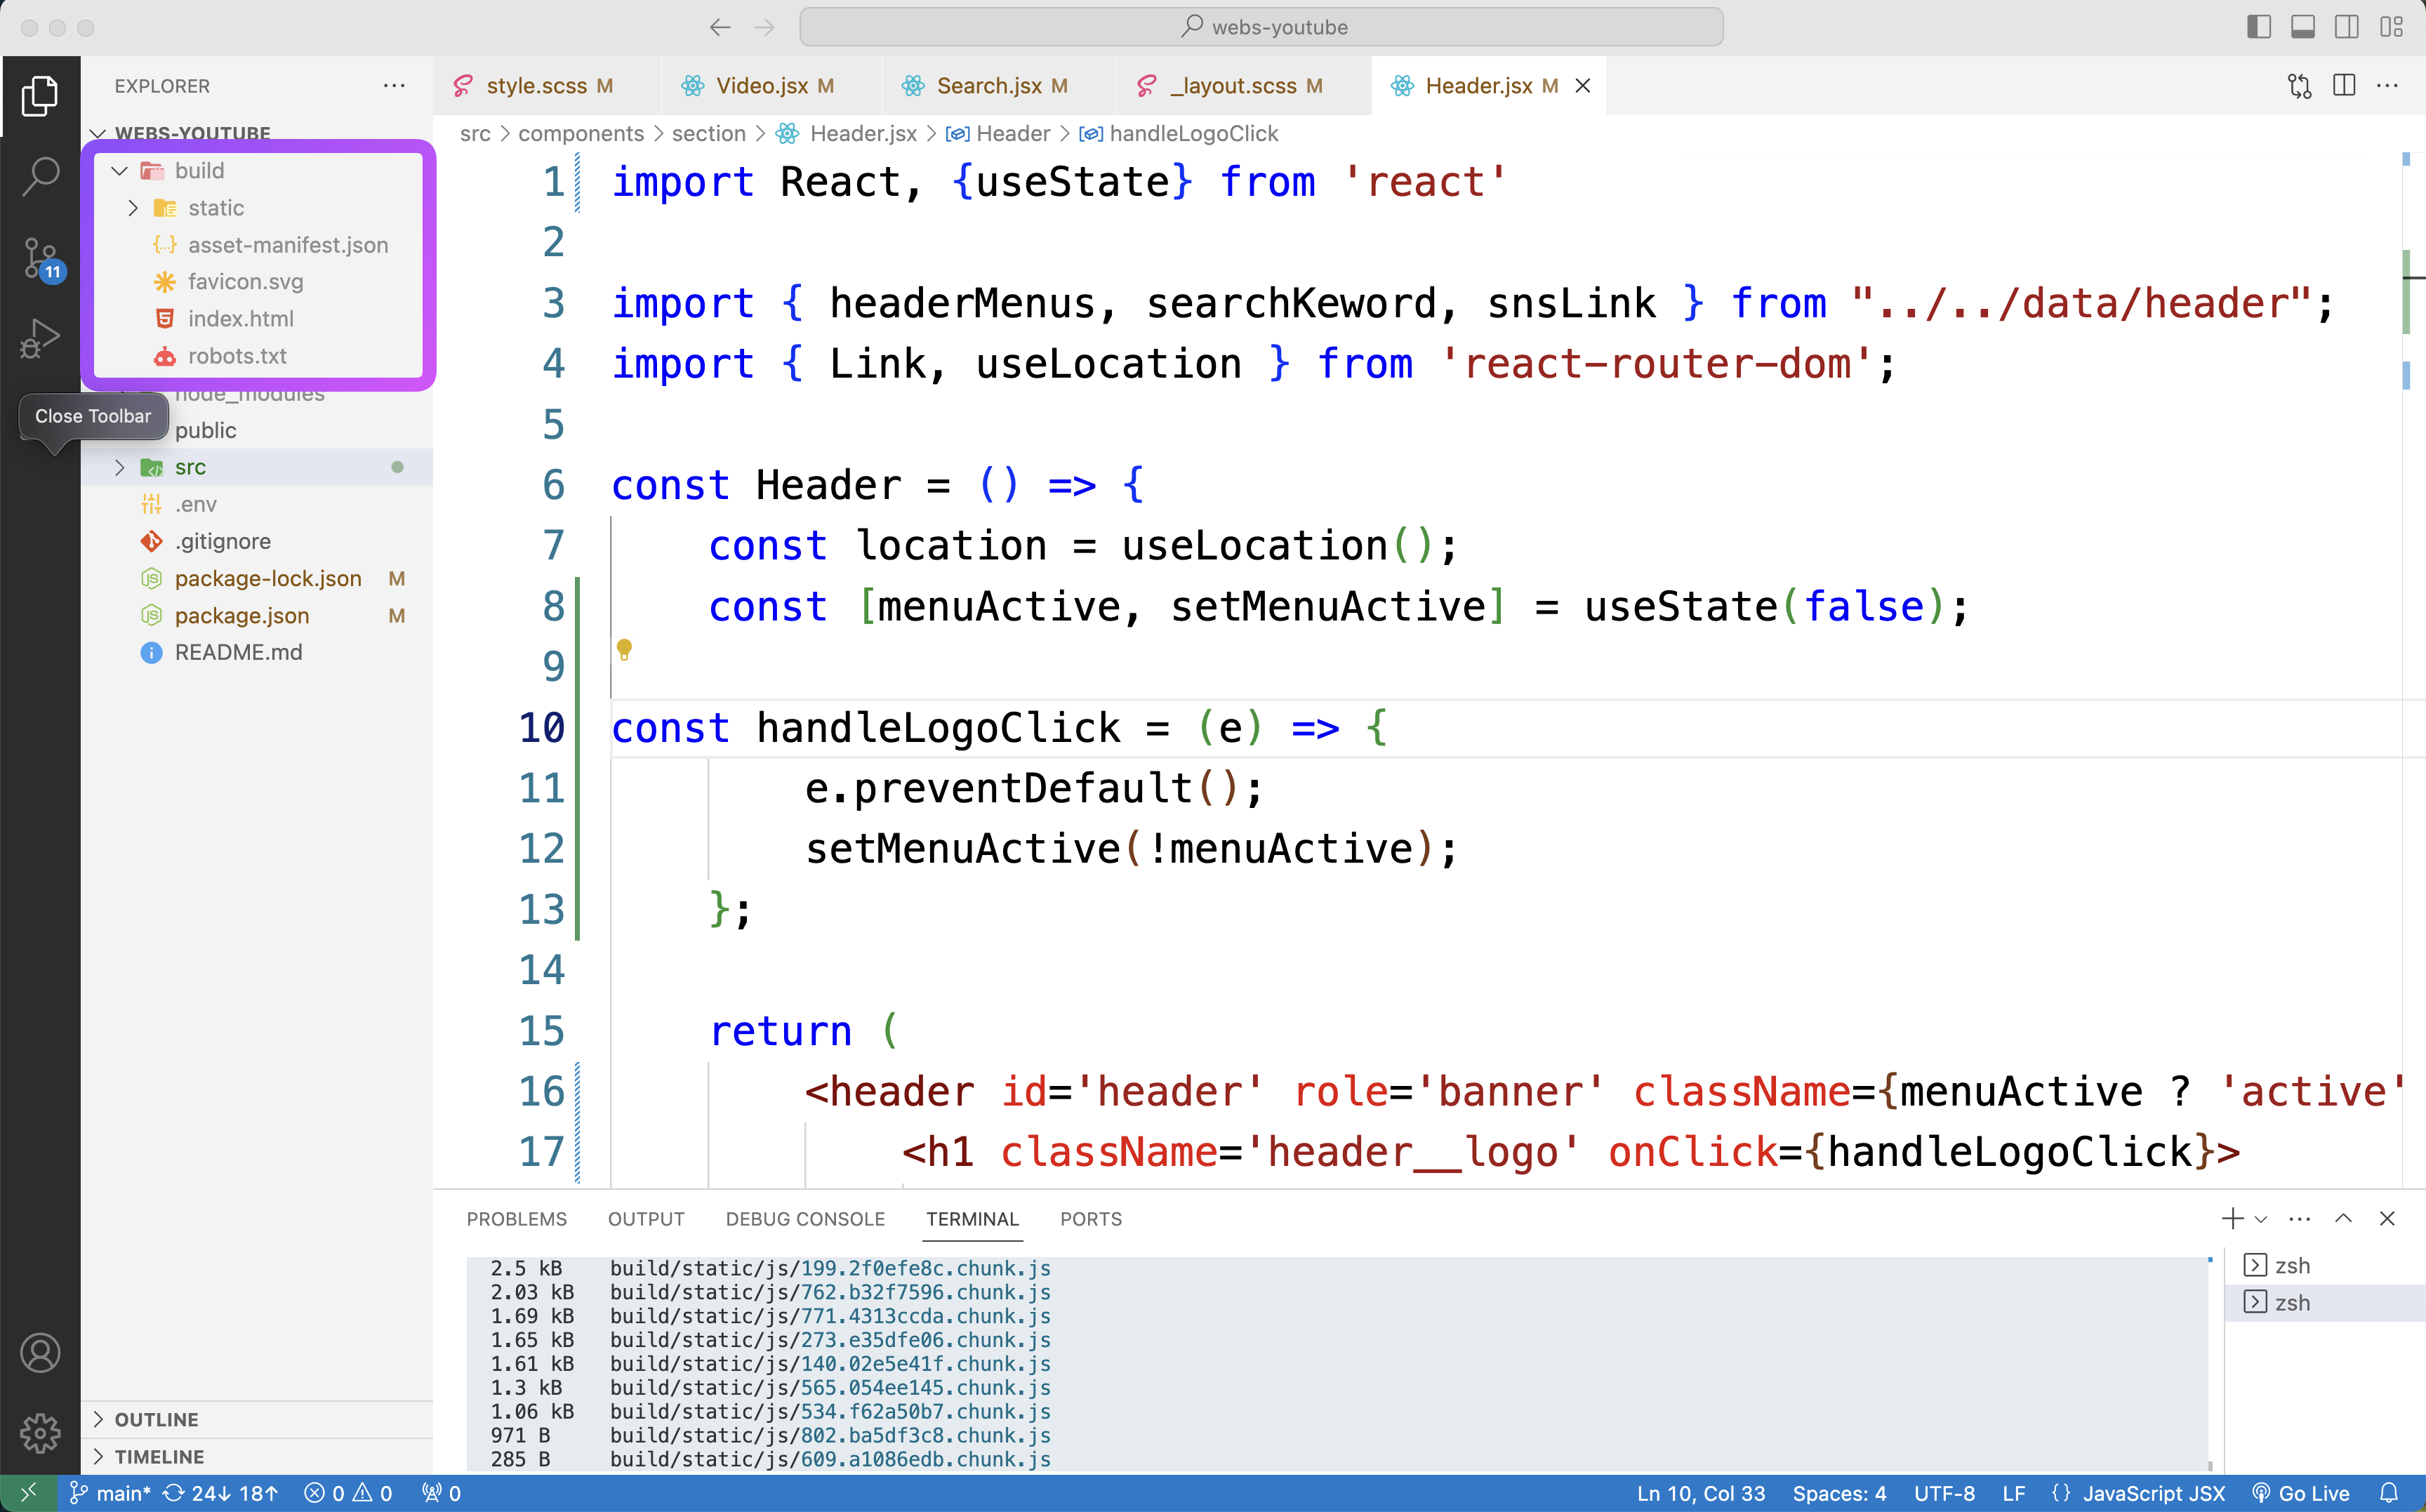 webs-youtube
EXPLORER
style.scss M
Video.jsx M
Search.jsx M
_layout.scss M
Header.jsx M
WEBS-YOUTUBE
src > components > section > Header.jsx > Header > handleLogoClick
build
static
asset-manifest.json
favicon.svg
index.html
robots.txt
node_modules
Close Toolbar
public
src
.env
.gitignore
package-lock.json M
package.json M
README.md
11
1 import React, {useState} from 'react'
2
3 import { headerMenus, searchKeword, snsLink } from "../../data/header";
4 import { Link, useLocation } from 'react-router-dom';
5
6 const Header = () => {
7 const location = useLocation();
8 const [menuActive, setMenuActive] = useState(false);
9
10 const handleLogoClick = (e) => {
11 e.preventDefault();
12 setMenuActive(!menuActive);
13 };
14
15 return (
16 <header id='header' role='banner' className={menuActive ? 'active'
17 <h1 className='header__logo' onClick={handleLogoClick}>
PROBLEMS OUTPUT DEBUG CONSOLE TERMINAL PORTS
2.5 kB build/static/js/199.2f0efe8c.chunk.js
2.03 kB build/static/js/762.b32f7596.chunk.js
1.69 kB build/static/js/771.4313ccda.chunk.js
1.65 kB build/static/js/273.e35dfe06.chunk.js
1.61 kB build/static/js/140.02e5e41f.chunk.js
1.3 kB build/static/js/565.054ee145.chunk.js
1.06 kB build/static/js/534.f62a50b7.chunk.js
971 B build/static/js/802.ba5df3c8.chunk.js
285 B build/static/js/609.a1086edb.chunk.js
zsh
zsh
OUTLINE
TIMELINE
main* 24↓ 18↑ 0 0 0 Ln 10, Col 33 Spaces: 4 UTF-8 LF {} JavaScript JSX Go Live